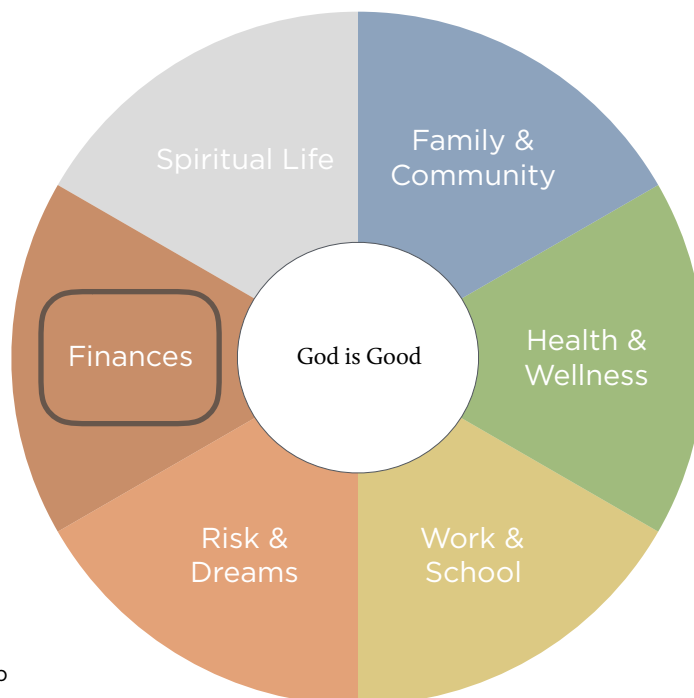 Spiritual Life
Family &
Community
Finances
God is Good
Health &
Wellness
Risk &
Dreams
Work &
School